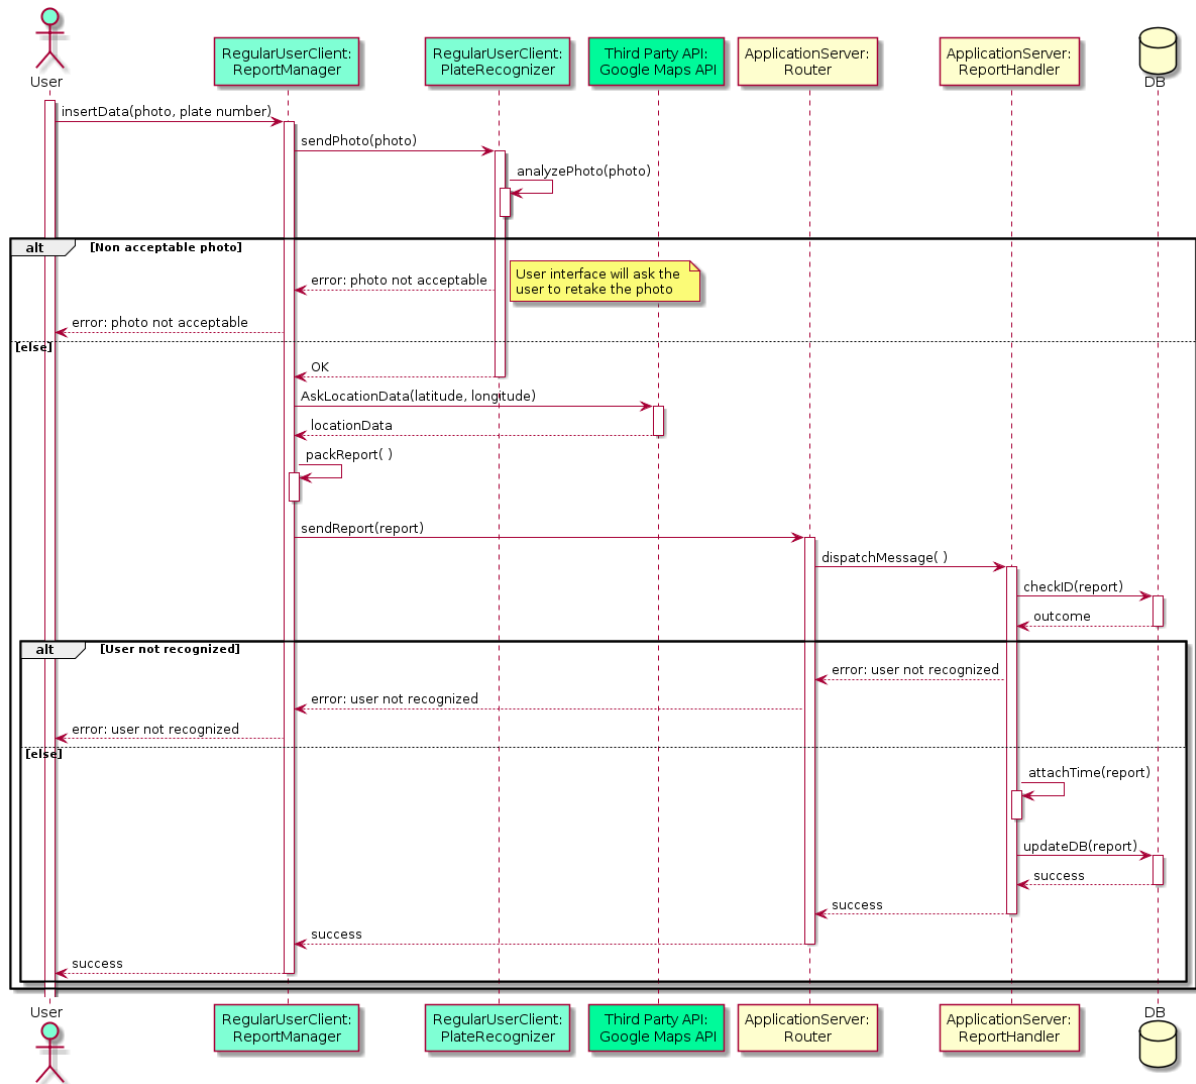 User
RegularUserClient:
ReportManager
RegularUserClient:
PlateRecognizer
Third Party API:
Google Maps API
ApplicationServer:
Router
ApplicationServer:
ReportHandler
DB
insertData(photo, plate number)
sendPhoto(photo)
analyzePhoto(photo)
alt
[Non acceptable photo]
User interface will ask the
user to retake the photo
error: photo not acceptable
error: photo not acceptable
[else]
OK
AskLocationData(latitude, longitude)
locationData
packReport( )
sendReport(report)
dispatchMessage( )
checkID(report)
outcome
alt
[User not recognized]
error: user not recognized
error: user not recognized
error: user not recognized
[else]
attachTime(report)
updateDB(report)
success
success
success
success
User
RegularUserClient:
ReportManager
RegularUserClient:
PlateRecognizer
Third Party API:
Google Maps API
ApplicationServer:
Router
ApplicationServer:
ReportHandler
DB